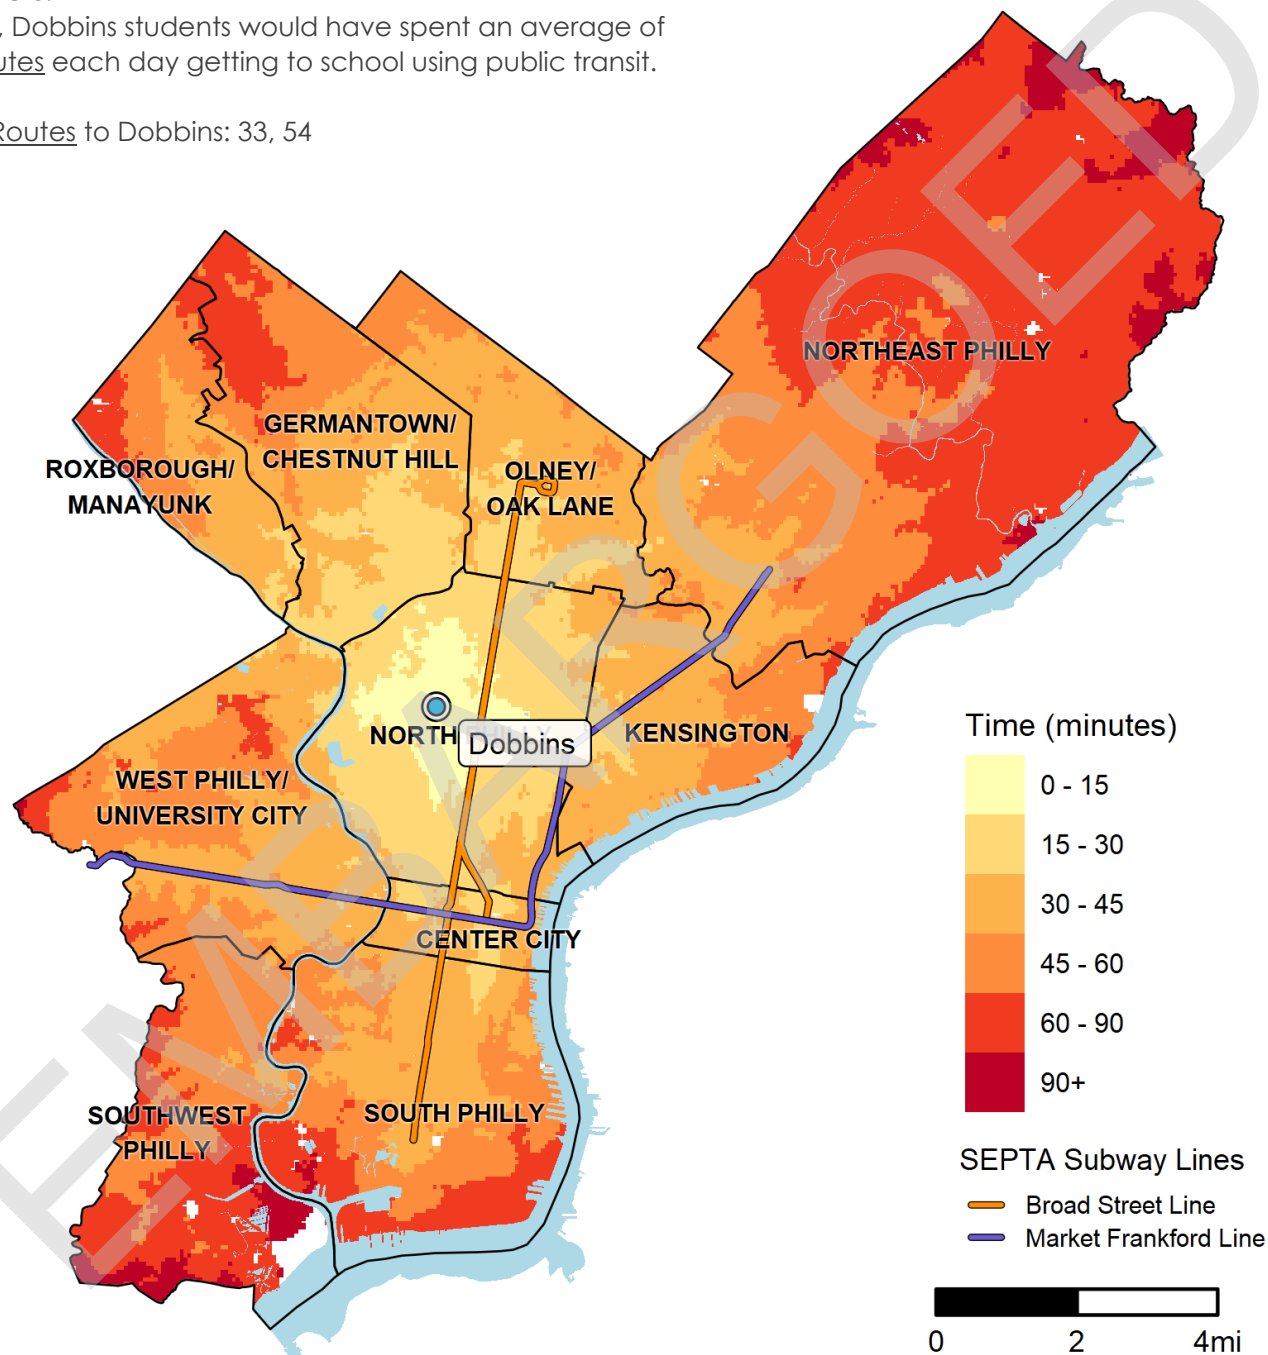 , Dobbins students would have spent an average of
utes each day getting to school using public transit.
Routes to Dobbins: 33, 54
NORTHEAST PHILLY
GERMANTOWN/
CHESTNUT HILL
ROXBOROUGH/
MANAYUNK
OLNEY/
OAK LANE
NORTH
Dobbins
KENSINGTON
WEST PHILLY/
UNIVERSITY CITY
CENTER CITY
SOUTHWEST
PHILLY
SOUTH PHILLY
Time (minutes)
0 - 15
15 - 30
30 - 45
45 - 60
60 - 90
90+
SEPTA Subway Lines
Broad Street Line
Market Frankford Line
0 2 4mi
EMBARGOED